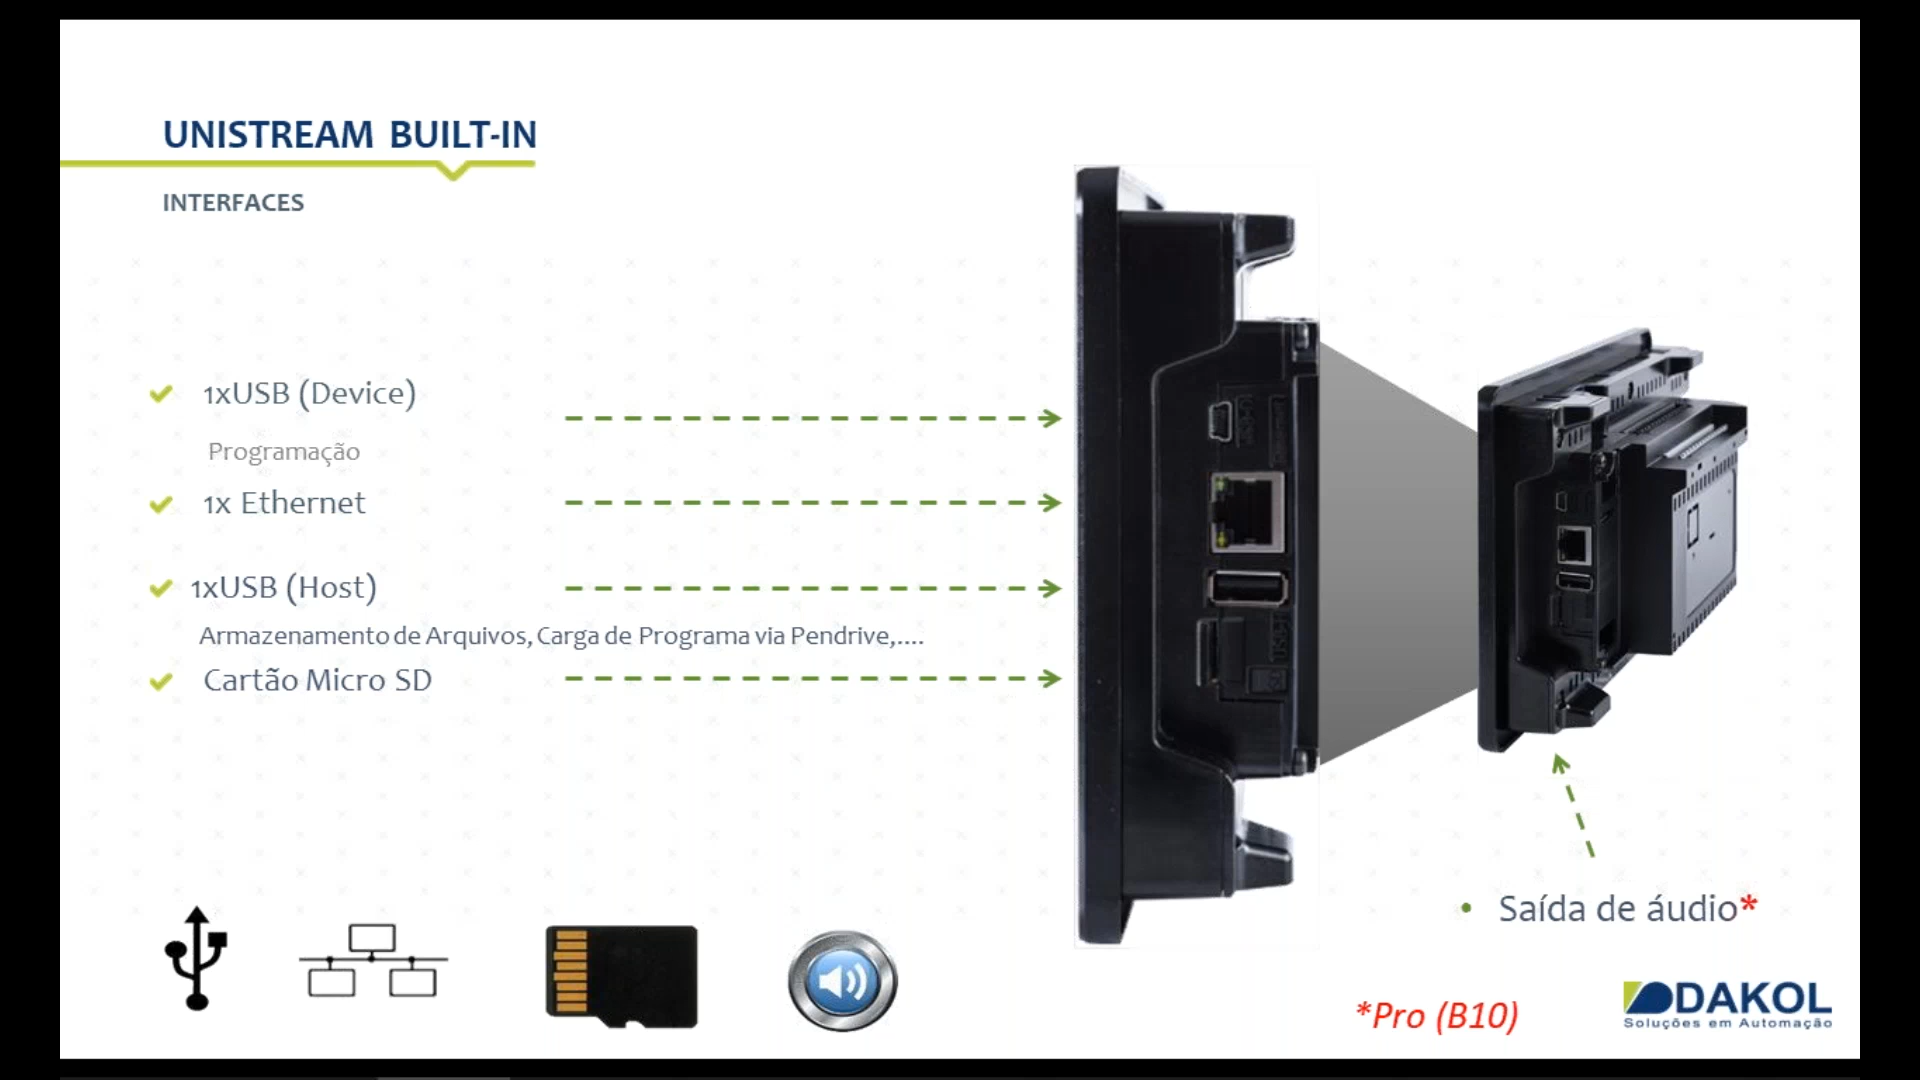 UNISTREAM BUILT-IN
INTERFACES
1xUSB (Device)
Programação
1x Ethernet
1xUSB (Host)
Armazenamento de Arquivos, Carga de Programa via Pendrive,....
Cartão Micro SD
• Saída de áudio*
*Pro (B10)
DAKOL
Soluções em Automação